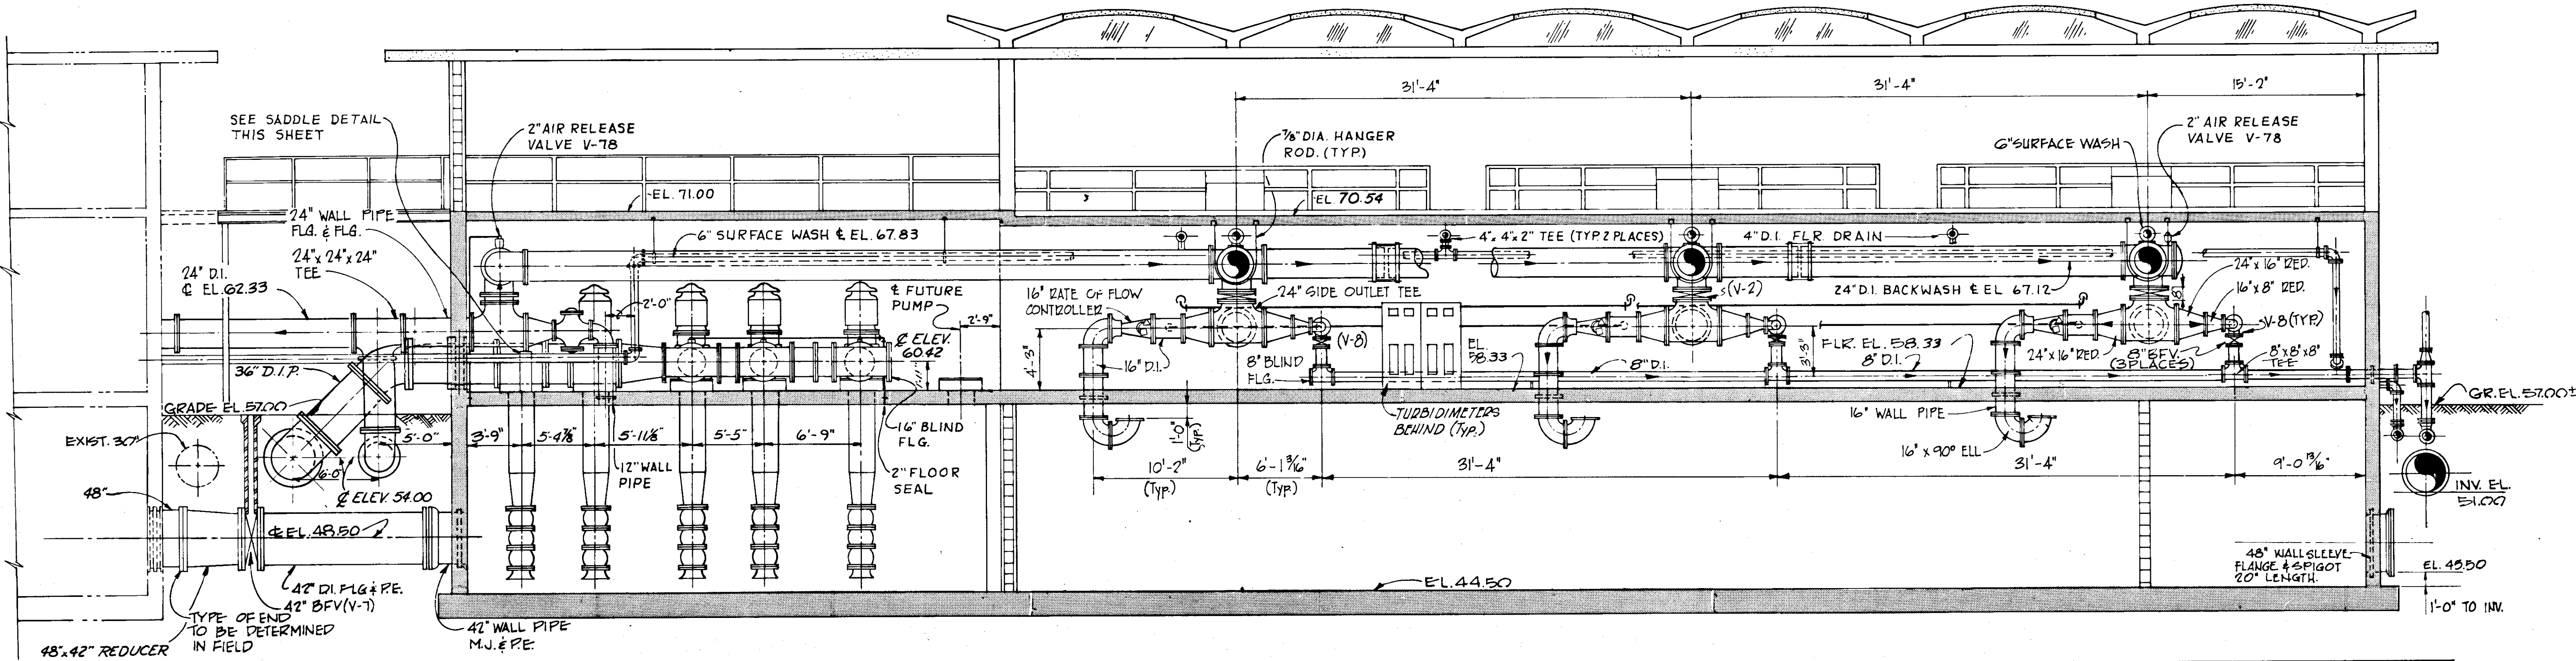 31'-4"
31'-4"
15'-2"
SEE SADDLE DETAIL
THIS SHEET
2" AIR RELEASE
VALVE V-78
7/8" DIA. HANGER
ROD. (TYP.)
6" SURFACE WASH
2" AIR RELEASE
VALVE V-78
EL. 71.00
EL 70.54
24" WALL PIPE
FLG. & FLG.
24" x 24" x 24"
TEE
24" D.I.
℄ EL. 62.33
6" SURFACE WASH ℄ EL. 67.83
4" x 4" x 2" TEE (TYP. 2 PLACES)
4" D.I. FLR. DRAIN
24" x 16" RED.
16" x 8" RED.
24" D.I. BACKWASH ℄ EL 67.12
18"
2'-0"
℄ FUTURE
PUMP
2'-9"
℄ ELEV.
60.42
16" RATE OF FLOW
CONTROLLER
24" SIDE OUTLET TEE
(V-2)
4'-3"
16" D.I.
(V-8)
8" BLIND
FLG.
EL.
58.33
8" D.I.
3'-3"
FLR. EL. 58.33
8" D.I.
24" x 16" RED.
8" BFV.
(3 PLACES)
V-8 (TYP.)
8" x 8" x 8"
TEE
36" D.I.P.
GRADE EL. 57.00
GR. EL. 57.00±
EXIST. 30"
5'-0"
3'-9"
5'-4 7/8"
5'-11 1/8"
5'-5"
6'-9"
16" BLIND
FLG.
2" FLOOR
SEAL
12" WALL
PIPE
1'-0"
(TYP.)
TURBIDIMETERS
BEHIND (TYP.)
16" WALL PIPE
16" x 90° ELL
10'-2"
(TYP.)
6'-1 3/16"
(TYP.)
31'-4"
31'-4"
9'-0 13/16"
6'-0"
℄ ELEV. 54.00
48"
℄ EL. 48.50
INV. EL.
51.00
42" D.I. FLG & P.E.
42" BFV (V-7)
TYPE OF END
TO BE DETERMINED
IN FIELD
48" x 42" REDUCER
42" WALL PIPE
M.J. & P.E.
EL. 44.50
48" WALL SLEEVE
FLANGE & SPIGOT
20" LENGTH.
EL. 45.50
1'-0" TO INV.